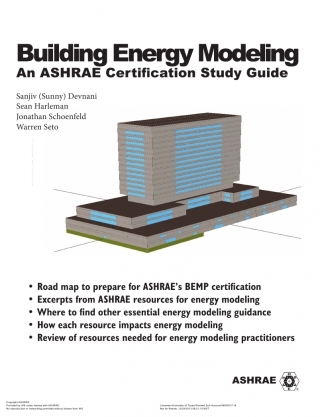 Building Energy Modeling
An ASHRAE Certification Study Guide
Sanjiv (Sunny) Devnani
Sean Harleman
Jonathan Schoenfeld
Warren Seto
• Road map to prepare for ASHRAE's BEMP certification
• Excerpts from ASHRAE resources for energy modeling
• Where to find other essential energy modeling guidance
• How each resource impacts energy modeling
• Review of resources needed for energy modeling practitioners
ASHRAE